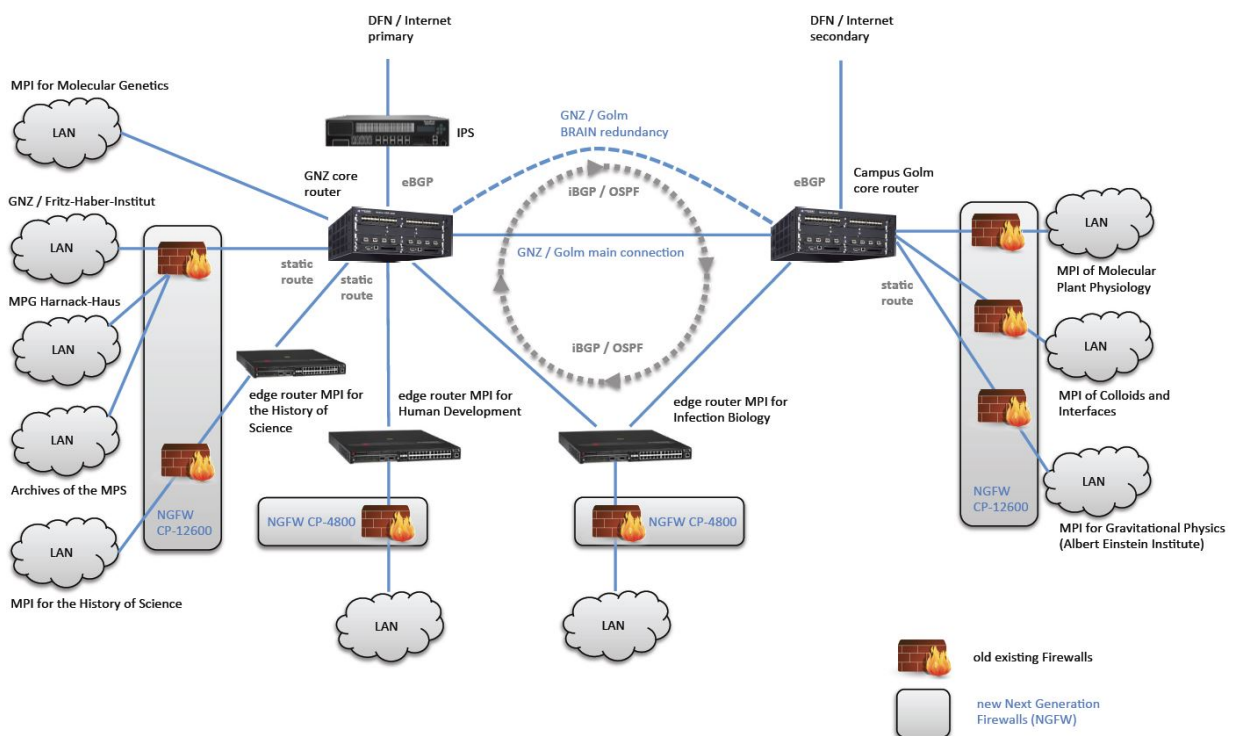 DFN / Internet
primary
DFN / Internet
secondary
MPI for Molecular Genetics
LAN
IPS
GNZ / Golm
BRAIN redundancy
GNZ core
router
eBGP
iBGP / OSPF
eBGP
Campus Golm
core router
GNZ / Fritz-Haber-Institut
LAN
LAN
MPI of Molecular
Plant Physiology
GNZ / Golm main connection
static
route
static
route
static
route
MPG Harnack-Haus
LAN
LAN
MPI of Colloids and
Interfaces
iBGP / OSPF
edge router MPI for
the History of
Science
edge router MPI for
Human Development
edge router MPI for
Infection Biology
LAN
Archives of the MPS
LAN
MPI for Gravitational Physics
(Albert Einstein Institute)
NGFW
CP-12600
NGFW
CP-12600
NGFW CP-4800
NGFW CP-4800
LAN
MPI for the History of Science
LAN
LAN
old existing Firewalls
new Next Generation
Firewalls (NGFW)